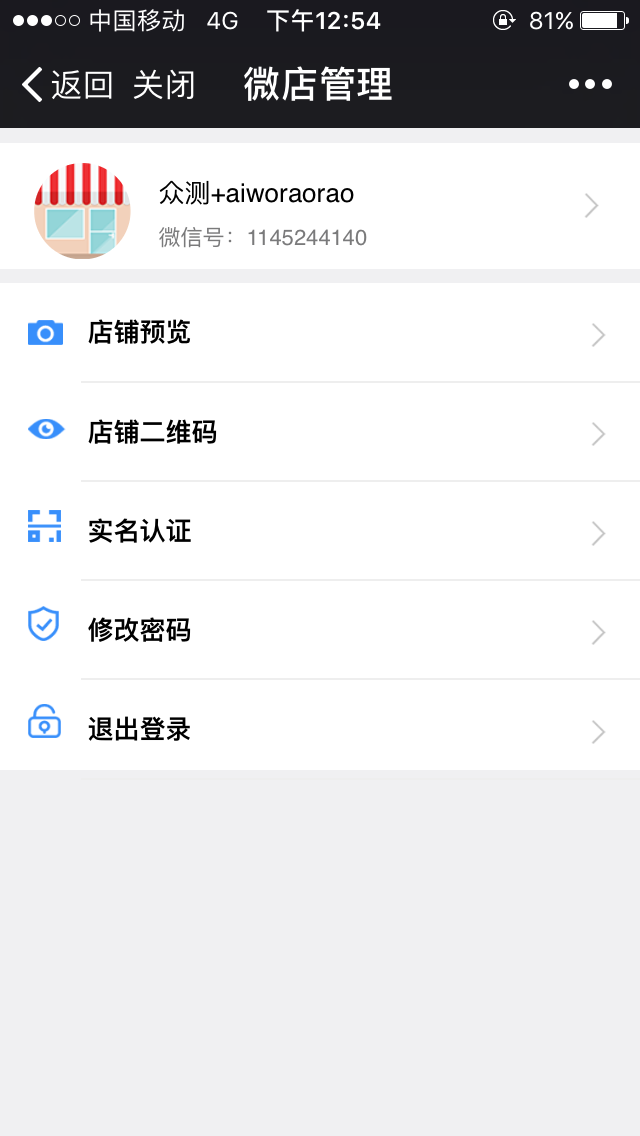 中国移动 4G 下午12:54 81%
返回 关闭 微店管理
众测+aiworaorao
微信号：1145244140
店铺预览
店铺二维码
实名认证
修改密码
退出登录